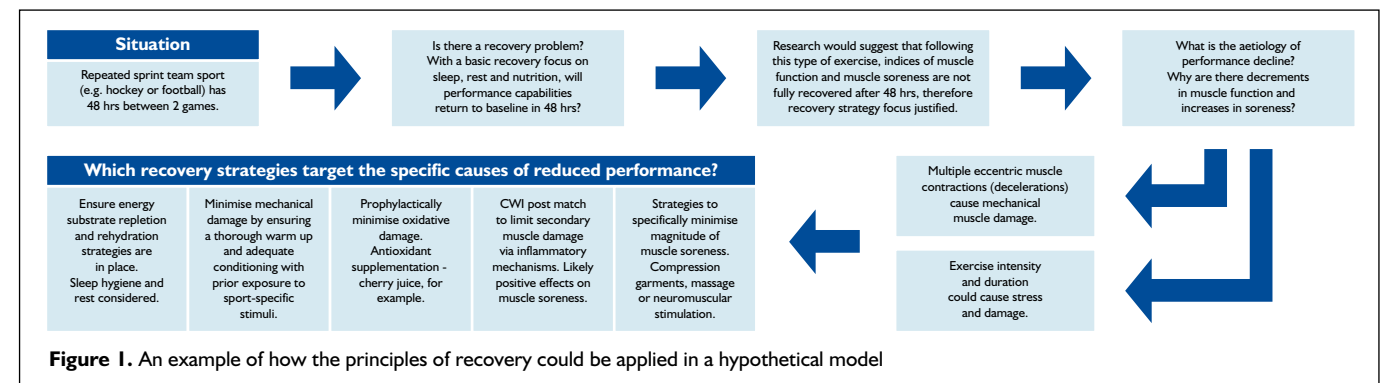 Situation
Repeated sprint team sport
(e.g. hockey or football) has
48 hrs between 2 games.
Is there a recovery problem?
With a basic recovery focus on
sleep, rest and nutrition, will
performance capabilities
return to baseline in 48 hrs?
Research would suggest that following
this type of exercise, indices of muscle
function and muscle soreness are not
fully recovered after 48 hrs, therefore
recovery strategy focus justified.
What is the aetiology of
performance decline?
Why are there decrements
in muscle function and
increases in soreness?
Multiple eccentric muscle
contractions (decelerations)
cause mechanical
muscle damage.
Exercise intensity
and duration
could cause stress
and damage.
Which recovery strategies target the specific causes of reduced performance?
Ensure energy
substrate repletion
and rehydration
strategies are
in place.
Sleep hygiene and
rest considered.
Minimise mechanical
damage by ensuring
a thorough warm up
and adequate
conditioning with
prior exposure to
sport-specific
stimuli.
Prophylactically
minimise oxidative
damage.
Antioxidant
supplementation -
cherry juice, for
example.
CWI post match
to limit secondary
muscle damage
via inflammatory
mechanisms. Likely
positive effects on
muscle soreness.
Strategies to
specifically minimise
magnitude of
muscle soreness.
Compression
garments, massage
or neuromuscular
stimulation.
Figure 1. An example of how the principles of recovery could be applied in a hypothetical model